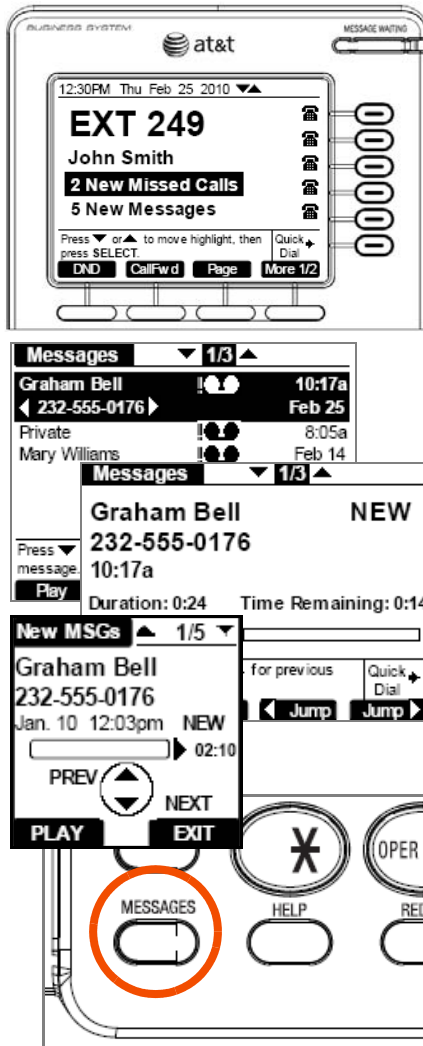 BUSINESS SYSTEM
MESSAGE WAITING
at&t
12:30PM Thu Feb 25 2010 ▼▲
EXT 249
John Smith
2 New Missed Calls
5 New Messages
Press ▼ or ▲ to move highlight, then
press SELECT.
Quick
Dial
DND CallFwd Page More 1/2
Messages ▼ 1/3 ▲
Graham Bell 10:17a
232-555-0176 Feb 25
Private 8:05a
Mary Williams Feb 14
Press ▼
message.
Play
Messages ▼ 1/3 ▲
Graham Bell NEW
232-555-0176
10:17a
Duration: 0:24 Time Remaining: 0:14
for previous
Quick
Dial
Jump Jump
New MSGs ▲ 1/5 ▼
Graham Bell
232-555-0176
Jan. 10 12:03pm NEW
02:10
PREV
NEXT
PLAY EXIT
OPER
MESSAGES HELP RED